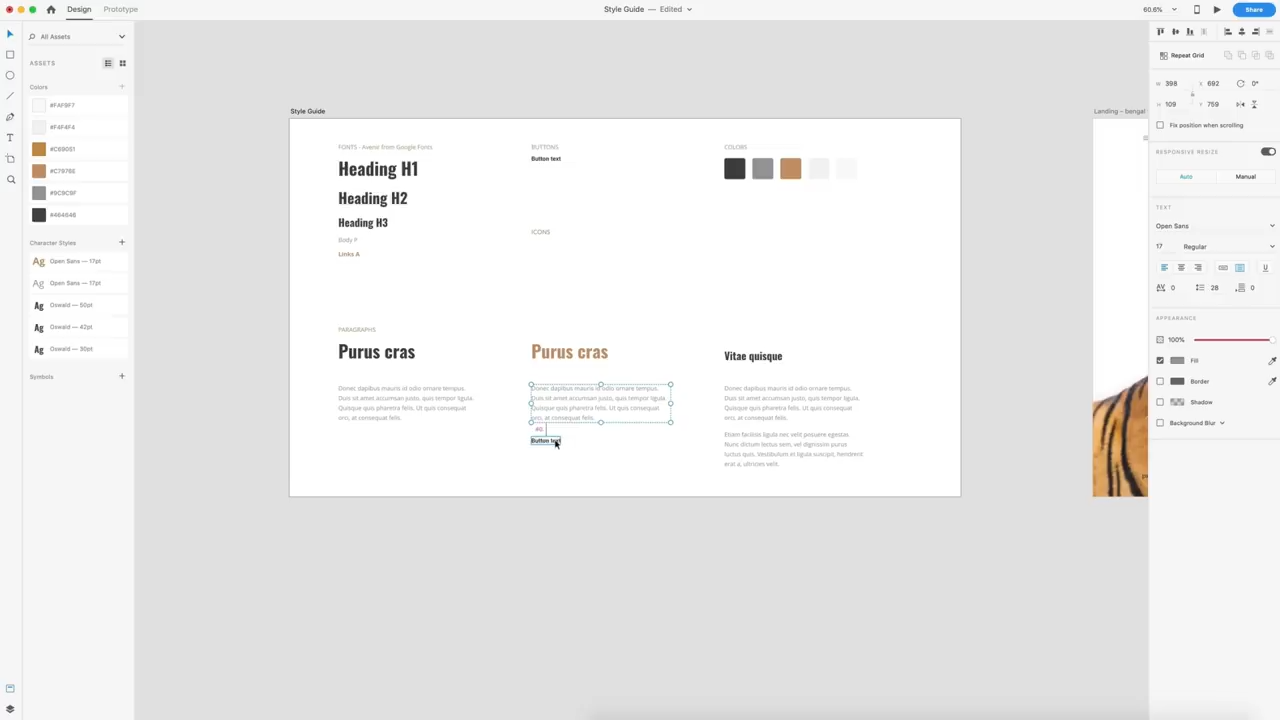 Design
Prototype
Style Guide — Edited
60.6%
Share
All Assets
ASSETS
Colors
#FAF9F7
#F4F4F4
#C69051
#C7976E
#9C9C9F
#464646
Character Styles
Ag Open Sans — 17pt
Ag Open Sans — 17pt
Ag Oswald — 50pt
Ag Oswald — 42pt
Ag Oswald — 30pt
Symbols
Style Guide
FONTS - Avenir from Google Fonts
Heading H1
Heading H2
Heading H3
Body P
Links A
BUTTONS
Button text
ICONS
COLORS
PARAGRAPHS
Purus cras
Donec dapibus mauris id odio ornare tempus.
Duis sit amet accumsan justo, quis tempor ligula.
Quisque quis pharetra felis. Ut quis consequat
orci, at consequat felis.
Purus cras
Donec dapibus mauris id odio ornare tempus.
Duis sit amet accumsan justo, quis tempor ligula.
Quisque quis pharetra felis. Ut quis consequat
orci, at consequat felis.
Button text
Vitae quisque
Donec dapibus mauris id odio ornare tempus.
Duis sit amet accumsan justo, quis tempor ligula.
Quisque quis pharetra felis. Ut quis consequat
orci, at consequat felis.
Etiam facilisis ligula nec velit posuere egestas.
Nunc dictum lectus sem, vel dignissim purus
luctus quis. Vestibulum et ligula suscipit, hendrerit
erat a, ultricies velit.
Landing – bengal
Repeat Grid
W 398 X 692 0°
H 109 Y 759
Fix position when scrolling
RESPONSIVE RESIZE
Auto Manual
TEXT
Open Sans
17 Regular
AV 0 28 0
APPEARANCE
100%
Fill
Border
Shadow
Background Blur